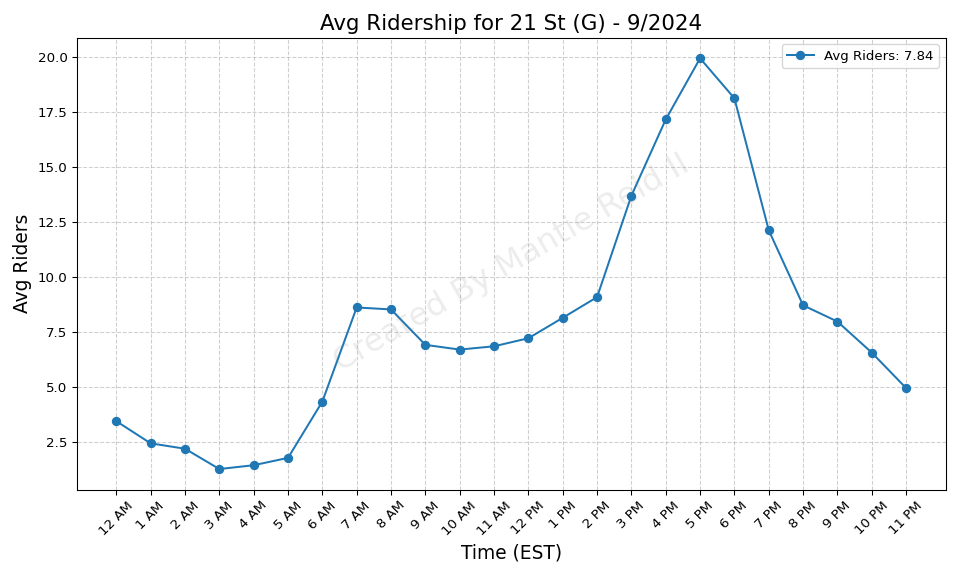 Avg Ridership for 21 St (G) - 9/2024
Avg Riders: 7.84
20.0
17.5
15.0
12.5
10.0
7.5
5.0
2.5
Avg Riders
Created By Mantle Reid II
12 AM
1 AM
2 AM
3 AM
4 AM
5 AM
6 AM
7 AM
8 AM
9 AM
10 AM
11 AM
12 PM
1 PM
2 PM
3 PM
4 PM
5 PM
6 PM
7 PM
8 PM
9 PM
10 PM
11 PM
Time (EST)